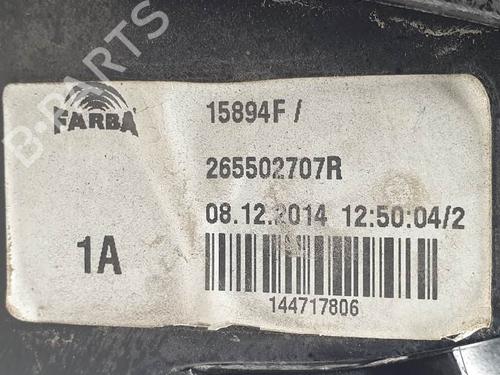 B-PARTS
FARBA
15894F /
265502707R
08.12.2014 12:50:04/2
1A
144717806